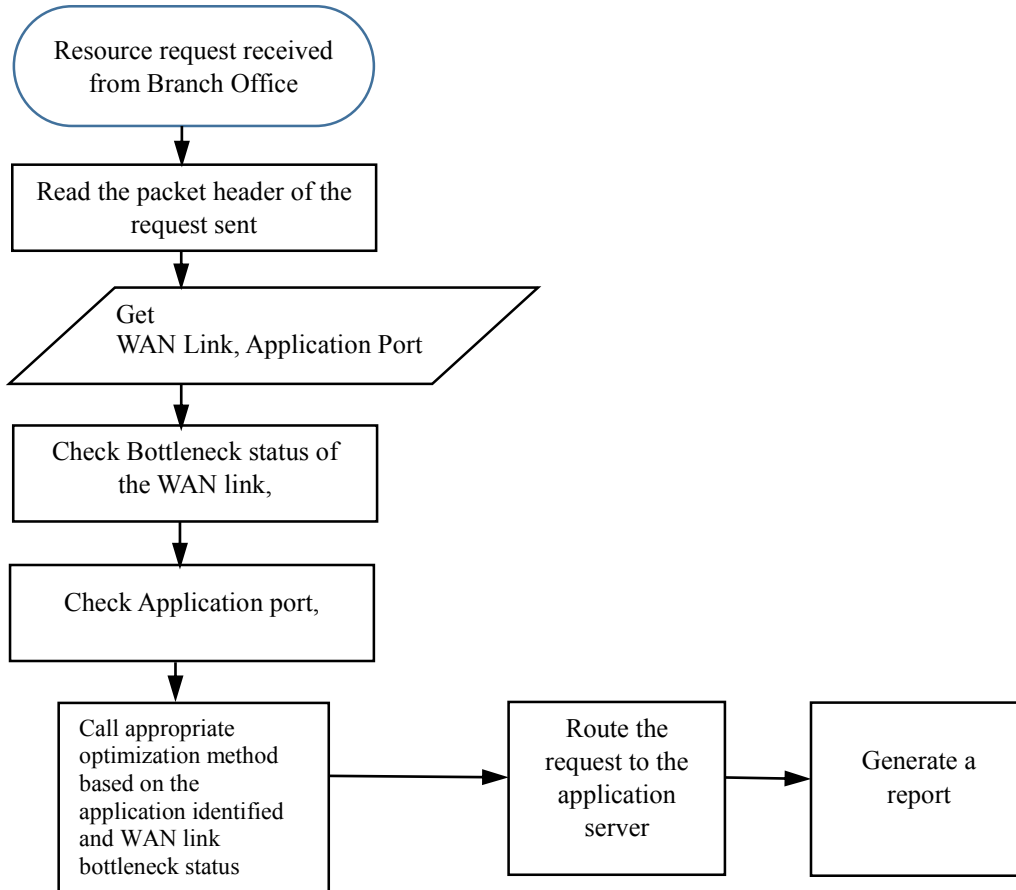 Resource request received
from Branch Office
Read the packet header of the
request sent
Get
WAN Link, Application Port
Check Bottleneck status of
the WAN link,
Check Application port,
Call appropriate
optimization method
based on the
application identified
and WAN link
bottleneck status
Route the
request to the
application
server
Generate a
report